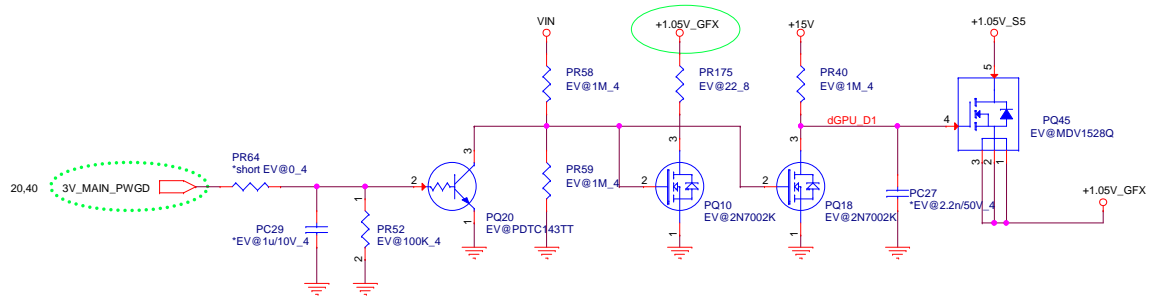 VIN
+1.05V_GFX
+15V
+1.05V_S5
PR58
EV@1M_4
PR175
EV@22_8
PR40
EV@1M_4
5
dGPU_D1
4
PQ45
EV@MDV1528Q
3
3
3
3
2
1
PR64
*short EV@0_4
20,40
3V_MAIN_PWGD
2
PR59
EV@1M_4
2
2
PQ10
EV@2N7002K
PQ18
EV@2N7002K
PC27
*EV@2.2n/50V_4
+1.05V_GFX
PC29
*EV@1u/10V_4
1
PR52
EV@100K_4
2
1
PQ20
EV@PDTC143TT
1
1